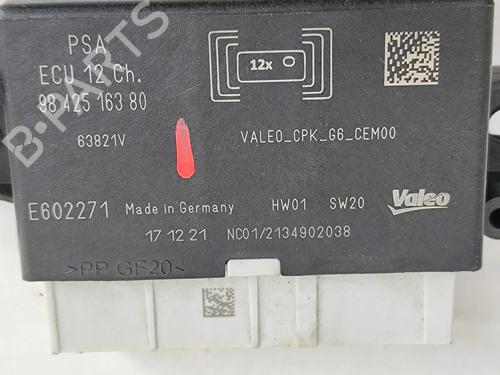 PSA
ECU 12 Ch.
98 425 163 80
63821V
12x
VALEO_CPK_G6_CEM00
E602271 Made in Germany HW01 SW20 Valeo
17 12 21 NC01/2134902038
>PP GF20<
B-PARTS